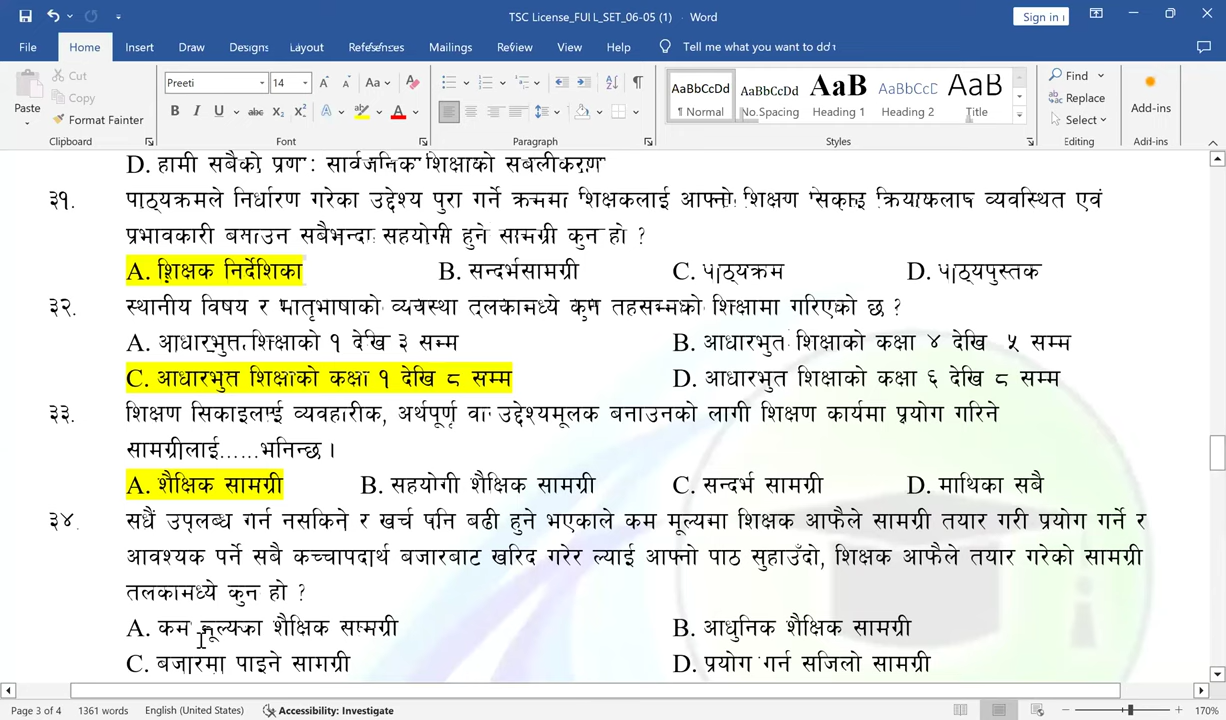 TSC License_FUll L_SET_06-05 (1) - Word
Sign in
File Home Insert Draw Designs Layout References Mailings Review View Help Tell me what you want to do
Cut
Copy
Paste Format Painter
Preeti 14
Clipboard Font Paragraph Styles Editing Add-ins
AaBbCcDd AaBbCcDd AaB AaBbCcD AaB
¶ Normal No Spacing Heading 1 Heading 2 Title
Find
Replace
Select
Add-ins
D. हामी सबैको प्रण : सार्वजनिक शिक्षाको सबलीकरण
३१. पाठ्यक्रमले निर्धारण गरेका उद्देश्य पुरा गर्ने क्रममा शिक्षकलाई आफ्नो शिक्षण सिकाइ क्रियाकलाप व्यवस्थित एवं
प्रभावकारी बनाउन सबैभन्दा सहयोगी हुने सामग्री कुन हो ?
A. शिक्षक निर्देशिका B. सन्दर्भसामग्री C. पाठ्यक्रम D. पाठ्यपुस्तक
३२. स्थानीय विषय र मातृभाषाको व्यवस्था तलकामध्ये कुन तहसम्मको शिक्षामा गरिएको छ ?
A. आधारभुत शिक्षाको १ देखि ३ सम्म B. आधारभुत शिक्षाको कक्षा ४ देखि ५ सम्म
C. आधारभुत शिक्षाको कक्षा १ देखि ८ सम्म D. आधारभुत शिक्षाको कक्षा ६ देखि ८ सम्म
३३. शिक्षण सिकाइलाई व्यवहारीक, अर्थपूर्ण वा उद्देश्यमूलक बनाउनको लागी शिक्षण कार्यमा प्रयोग गरिने
सामग्रीलाई......भनिन्छ ।
A. शैक्षिक सामग्री B. सहयोगी शैक्षिक सामग्री C. सन्दर्भ सामग्री D. माथिका सबै
३४. सधैं उपलब्ध गर्न नसकिने र खर्च पनि बढी हुने भएकाले कम मूल्यमा शिक्षक आफैले सामग्री तयार गरी प्रयोग गर्ने र
आवश्यक पर्ने सबै कच्चापदार्थ बजारबाट खरिद गरेर ल्याई आफ्नो पाठ सुहाउँदो, शिक्षक आफैले तयार गरेको सामग्री
तलकामध्ये कुन हो ?
A. कम मूल्यका शैक्षिक सामग्री B. आधुनिक शैक्षिक सामग्री
C. बजारमा पाइने सामग्री D. प्रयोग गर्न सजिलो सामग्री
Page 3 of 4 1361 words English (United States) Accessibility: Investigate 170%